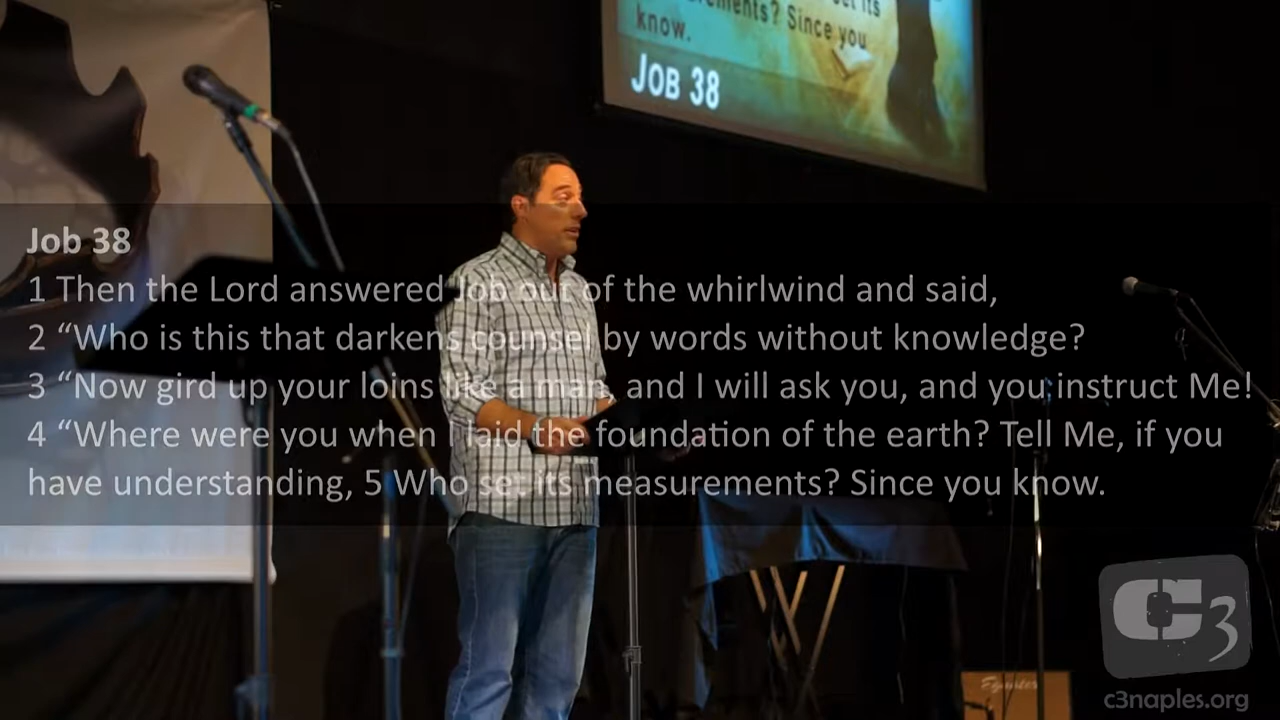 its
know.
ements? Since you
JOB 38
Job 38
1 Then the Lord answered Job out of the whirlwind and said,
2 “Who is this that darkens counsel by words without knowledge?
3 “Now gird up your loins like a man, and I will ask you, and you instruct Me!
4 “Where were you when I laid the foundation of the earth? Tell Me, if you
have understanding, 5 Who set its measurements? Since you know.
C3
c3naples.org